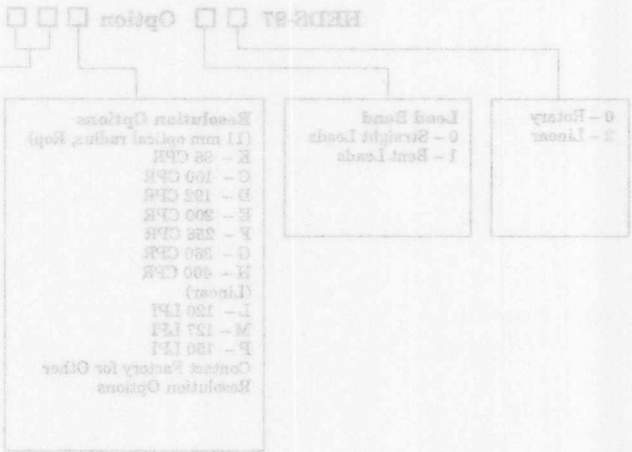 HEDS-97 Option
0 – Rotary
2 – Linear
Lead Bend
0 – Straight Leads
1 – Bent Leads
Resolution Options
(11 mm optical radius, Rop)
K – 96 CPR
C – 100 CPR
D – 192 CPR
E – 200 CPR
F – 256 CPR
G – 360 CPR
H – 400 CPR
(Linear)
L – 120 LPI
M – 127 LPI
P – 150 LPI
Contact Factory for Other
Resolution Options